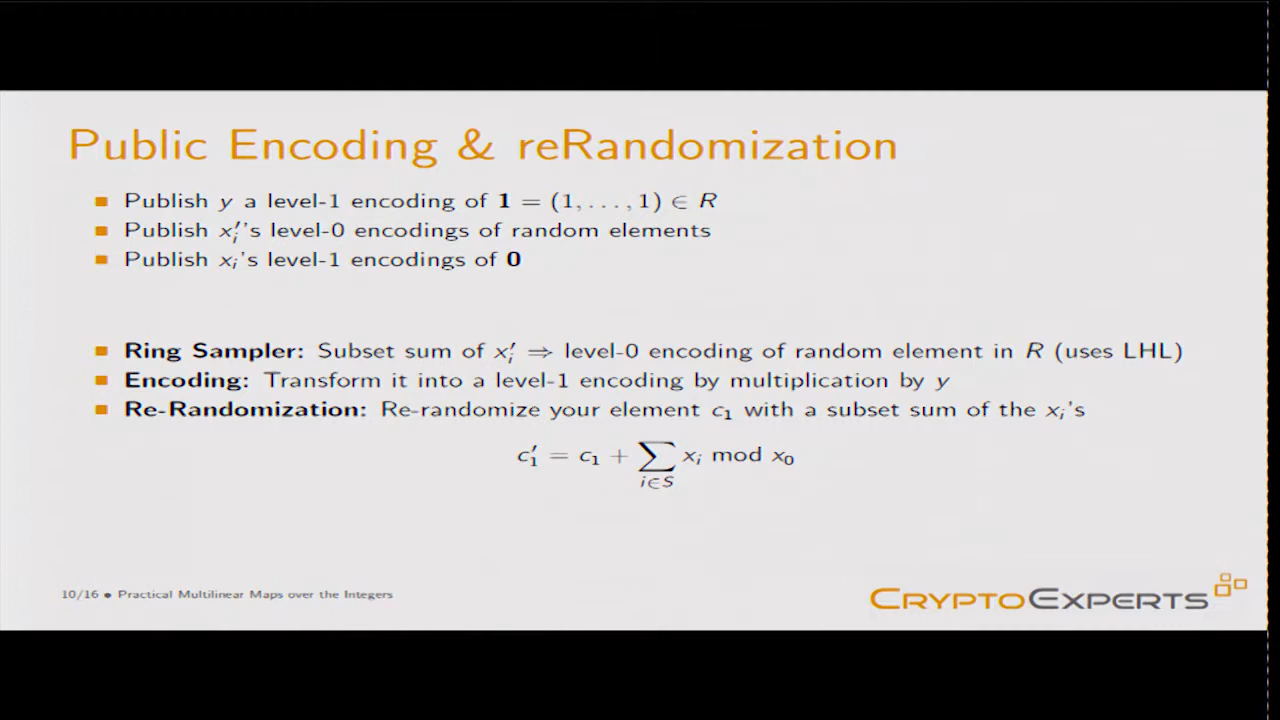 Public Encoding & reRandomization
■ Publish y a level-1 encoding of 1 = (1, . . . , 1) ∈ R
■ Publish x′ᵢ's level-0 encodings of random elements
■ Publish xᵢ's level-1 encodings of 0
■ Ring Sampler: Subset sum of x′ᵢ ⇒ level-0 encoding of random element in R (uses LHL)
■ Encoding: Transform it into a level-1 encoding by multiplication by y
■ Re-Randomization: Re-randomize your element c₁ with a subset sum of the xᵢ's
c′₁ = c₁ + ∑ xᵢ mod x₀
i∈S
10/16 ● Practical Multilinear Maps over the Integers
CRYPTOEXPERTS